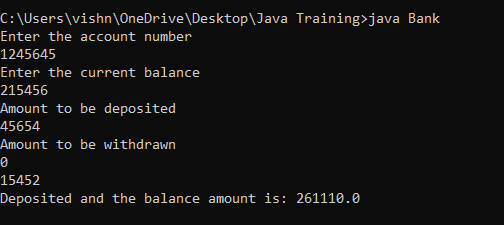 C:\Users\vishn\OneDrive\Desktop\Java Training>java Bank
Enter the account number
1245645
Enter the current balance
215456
Amount to be deposited
45654
Amount to be withdrawn
0
15452
Deposited and the balance amount is: 261110.0